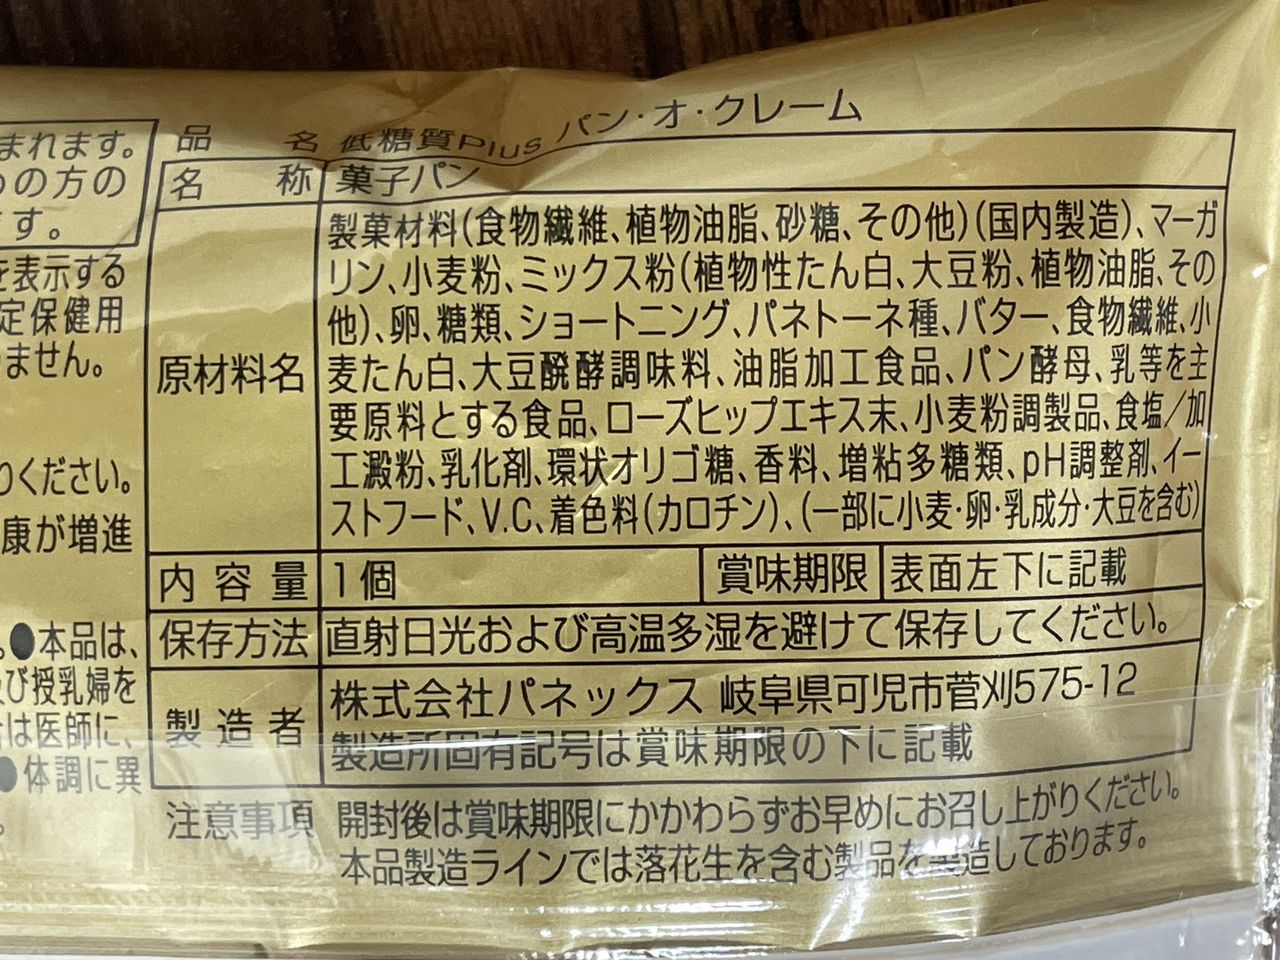 まれます。
の方の
す。
を表示する
定保健用
ません。
りください。
康が増進
。●本品は、
び授乳婦を
は医師に、
●体調に異
。
品 名 低糖質Plus パン・オ・クレーム
名 称 菓子パン
原材料名
製菓材料(食物繊維、植物油脂、砂糖、その他)(国内製造)、マーガ
リン、小麦粉、ミックス粉(植物性たん白、大豆粉、植物油脂、その
他)、卵、糖類、ショートニング、パネトーネ種、バター、食物繊維、小
麦たん白、大豆醗酵調味料、油脂加工食品、パン酵母、乳等を主
要原料とする食品、ローズヒップエキス末、小麦粉調製品、食塩/加
工澱粉、乳化剤、環状オリゴ糖、香料、増粘多糖類、pH調整剤、イー
ストフード、V.C、着色料(カロチン)、(一部に小麦・卵・乳成分・大豆を含む)
内容量 1個 賞味期限 表面左下に記載
保存方法 直射日光および高温多湿を避けて保存してください。
製造者
株式会社パネックス 岐阜県可児市菅刈575-12
製造所固有記号は賞味期限の下に記載
注意事項 開封後は賞味期限にかかわらずお早めにお召し上がりください。
本品製造ラインでは落花生を含む製品を製造しております。